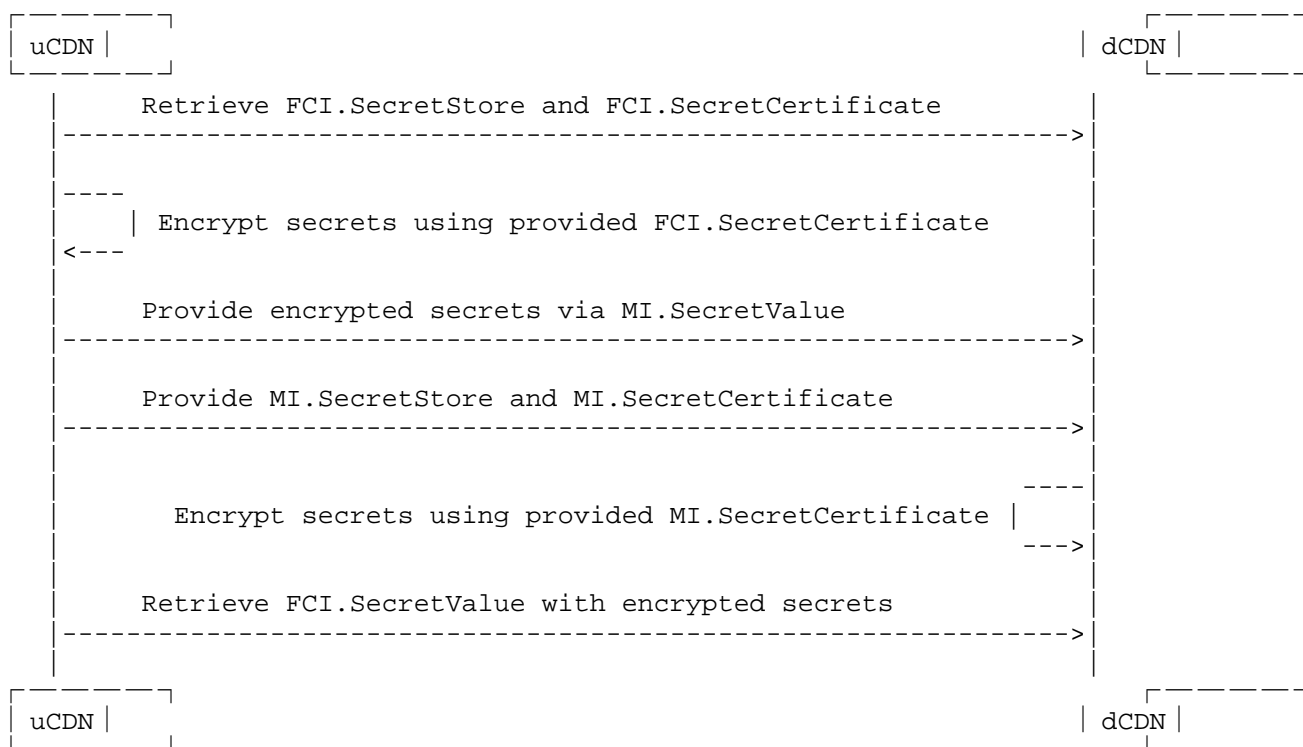 uCDN dCDN
Retrieve FCI.SecretStore and FCI.SecretCertificate
Encrypt secrets using provided FCI.SecretCertificate
Provide encrypted secrets via MI.SecretValue
Provide MI.SecretStore and MI.SecretCertificate
Encrypt secrets using provided MI.SecretCertificate
Retrieve FCI.SecretValue with encrypted secrets
uCDN dCDN